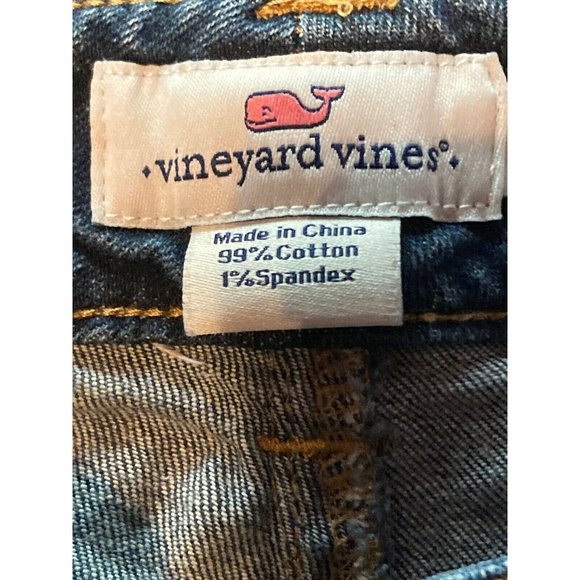 vineyard vines®
Made in China
99%Cotton
1%Spandex